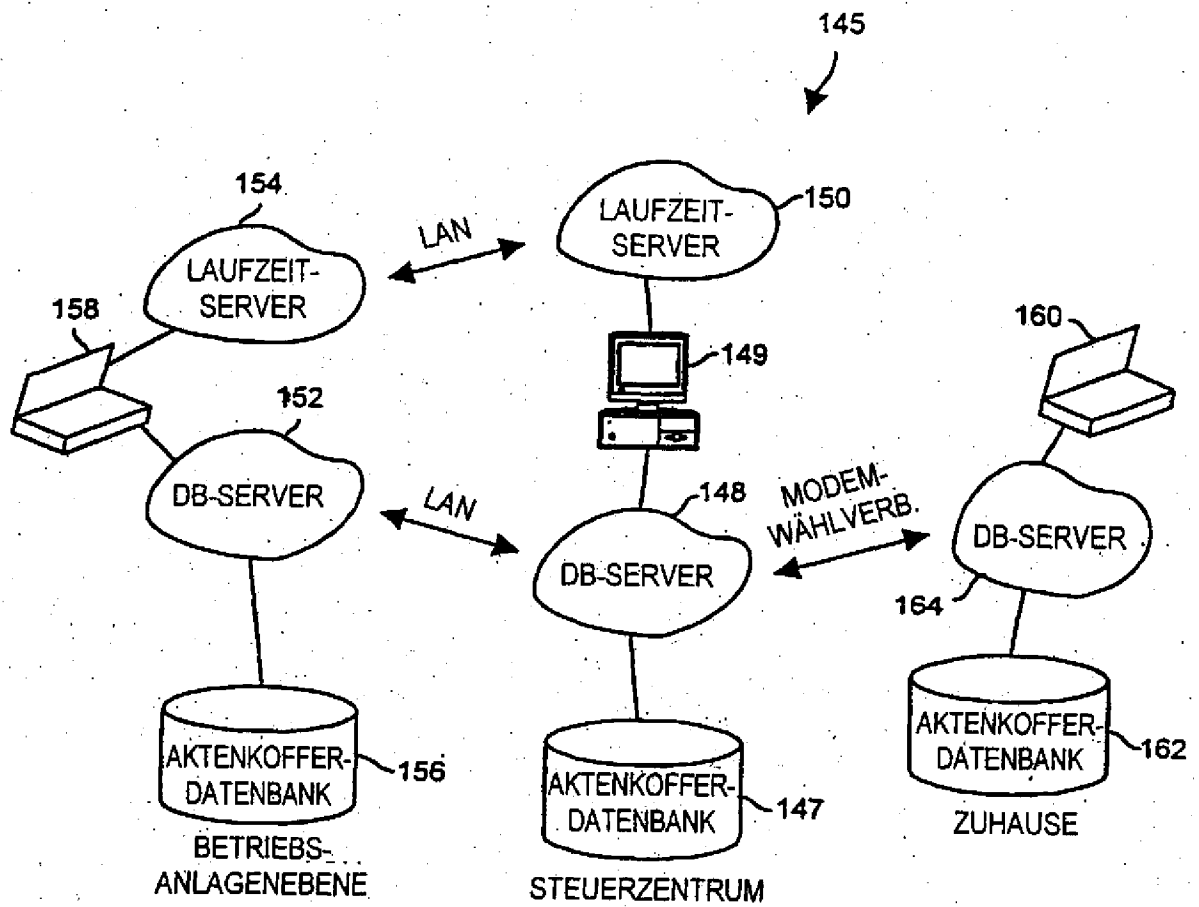 145
154
LAUFZEIT-
SERVER
LAN
LAUFZEIT-
SERVER
150
158
149
160
152
DB-SERVER
LAN
148
DB-SERVER
MODEM-
WÄHLVERB.
DB-SERVER
164
AKTENKOFFER-
DATENBANK
156
BETRIEBS-
ANLAGENEBENE
AKTENKOFFER-
DATENBANK
147
STEUERZENTRUM
AKTENKOFFER-
DATENBANK
162
ZUHAUSE